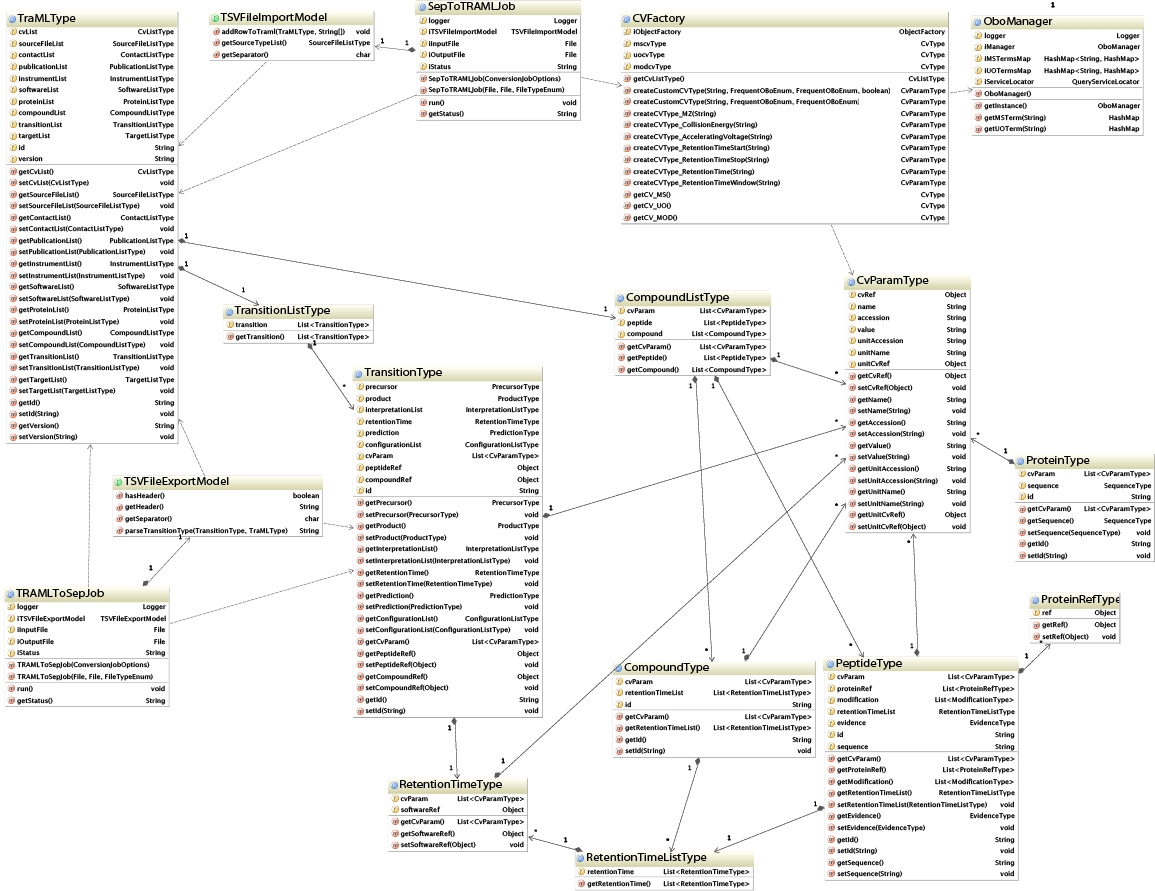 TraMLType
cvList CvListType
sourceFileList SourceFileListType
contactList ContactListType
publicationList PublicationListType
instrumentList InstrumentListType
softwareList SoftwareListType
proteinList ProteinListType
compoundList CompoundListType
transitionList TransitionListType
targetList TargetListType
id String
version String
getCvList() CvListType
setCvList(CvListType) void
getSourceFileList() SourceFileListType
setSourceFileList(SourceFileListType) void
getContactList() ContactListType
setContactList(ContactListType) void
getPublicationList() PublicationListType
setPublicationList(PublicationListType) void
getInstrumentList() InstrumentListType
setInstrumentList(InstrumentListType) void
getSoftwareList() SoftwareListType
setSoftwareList(SoftwareListType) void
getProteinList() ProteinListType
setProteinList(ProteinListType) void
getCompoundList() CompoundListType
setCompoundList(CompoundListType) void
getTransitionList() TransitionListType
setTransitionList(TransitionListType) void
getTargetList() TargetListType
setTargetList(TargetListType) void
getId() String
setId(String) void
getVersion() String
setVersion(String) void
TSVFileImportModel
addRowToTraml(TraMLType, String[]) void
getSourceTypeList() SourceFileListType
getSeparator() char
1 1
SepToTRAMLJob
logger Logger
iTSVFileImportModel TSVFileImportModel
iInputFile File
iOutputFile File
iStatus String
SepToTRAMLJob(ConversionJobOptions)
SepToTRAMLJob(File, File, FileTypeEnum)
run() void
getStatus() String
CVFactory
iObjectFactory ObjectFactory
mscvType CvType
uocvType CvType
modcvType CvType
getCvListType() CvListType
createCustomCVType(String, FrequentOBoEnum, FrequentOBoEnum, boolean) CvParamType
createCustomCVType(String, FrequentOBoEnum, FrequentOBoEnum) CvParamType
createCVType_MZ(String) CvParamType
createCVType_CollisionEnergy(String) CvParamType
createCVType_AcceleratingVoltage(String) CvParamType
createCVType_RetentionTimeStart(String) CvParamType
createCVType_RetentionTimeStop(String) CvParamType
createCVType_RetentionTime(String) CvParamType
createCVType_RetentionTimeWindow(String) CvParamType
getCV_MS() CvType
getCV_UO() CvType
getCV_MOD() CvType
1
OboManager
logger Logger
iManager OboManager
iMSTermsMap HashMap<String, HashMap>
iUOTermsMap HashMap<String, HashMap>
iServiceLocator QueryServiceLocator
OboManager()
getInstance() OboManager
getMSTerm(String) HashMap
getUOTerm(String) HashMap
1
1
1
1
TransitionListType
transition List<TransitionType>
getTransition() List<TransitionType>
1
*
CompoundListType
cvParam List<CvParamType>
peptide List<PeptideType>
compound List<CompoundType>
getCvParam() List<CvParamType>
getPeptide() List<PeptideType>
getCompound() List<CompoundType>
1
*
1 1
CvParamType
cvRef Object
name String
accession String
value String
unitAccession String
unitName String
unitCvRef Object
getCvRef() Object
setCvRef(Object) void
getName() String
setName(String) void
getAccession() String
setAccession(String) void
getValue() String
setValue(String) void
getUnitAccession() String
setUnitAccession(String) void
getUnitName() String
setUnitName(String) void
getUnitCvRef() Object
setUnitCvRef(Object) void
*
*
*
*
*
1
ProteinType
cvParam List<CvParamType>
sequence SequenceType
id String
getCvParam() List<CvParamType>
getSequence() SequenceType
setSequence(SequenceType) void
getId() String
setId(String) void
TransitionType
precursor PrecursorType
product ProductType
interpretationList InterpretationListType
retentionTime RetentionTimeType
prediction PredictionType
configurationList ConfigurationListType
cvParam List<CvParamType>
peptideRef Object
compoundRef Object
id String
getPrecursor() PrecursorType
setPrecursor(PrecursorType) void
getProduct() ProductType
setProduct(ProductType) void
getInterpretationList() InterpretationListType
setInterpretationList(InterpretationListType) void
getRetentionTime() RetentionTimeType
setRetentionTime(RetentionTimeType) void
getPrediction() PredictionType
setPrediction(PredictionType) void
getConfigurationList() ConfigurationListType
setConfigurationList(ConfigurationListType) void
getCvParam() List<CvParamType>
getPeptideRef() Object
setPeptideRef(Object) void
getCompoundRef() Object
setCompoundRef(Object) void
getId() String
setId(String) void
1
1
1
TSVFileExportModel
hasHeader() boolean
getHeader() String
getSeparator() char
parseTransitionType(TransitionType, TraMLType) String
1
1
TRAMLToSepJob
logger Logger
iTSVFileExportModel TSVFileExportModel
iInputFile File
iOutputFile File
iStatus String
TRAMLToSepJob(ConversionJobOptions)
TRAMLToSepJob(File, File, FileTypeEnum)
run() void
getStatus() String
ProteinRefType
ref Object
getRef() Object
setRef(Object) void
*
1
*
*
1
1
CompoundType
cvParam List<CvParamType>
retentionTimeList List<RetentionTimeListType>
id String
getCvParam() List<CvParamType>
getRetentionTimeList() List<RetentionTimeListType>
getId() String
setId(String) void
1
PeptideType
cvParam List<CvParamType>
proteinRef List<ProteinRefType>
modification List<ModificationType>
retentionTimeList RetentionTimeListType
evidence EvidenceType
id String
sequence String
getCvParam() List<CvParamType>
getProteinRef() List<ProteinRefType>
getModification() List<ModificationType>
getRetentionTimeList() RetentionTimeListType
setRetentionTimeList(RetentionTimeListType) void
getEvidence() EvidenceType
setEvidence(EvidenceType) void
getId() String
setId(String) void
getSequence() String
setSequence(String) void
1
1
RetentionTimeType
cvParam List<CvParamType>
softwareRef Object
getCvParam() List<CvParamType>
getSoftwareRef() Object
setSoftwareRef(Object) void
1
*
1
*
RetentionTimeListType
retentionTime List<RetentionTimeType>
getRetentionTime() List<RetentionTimeType>